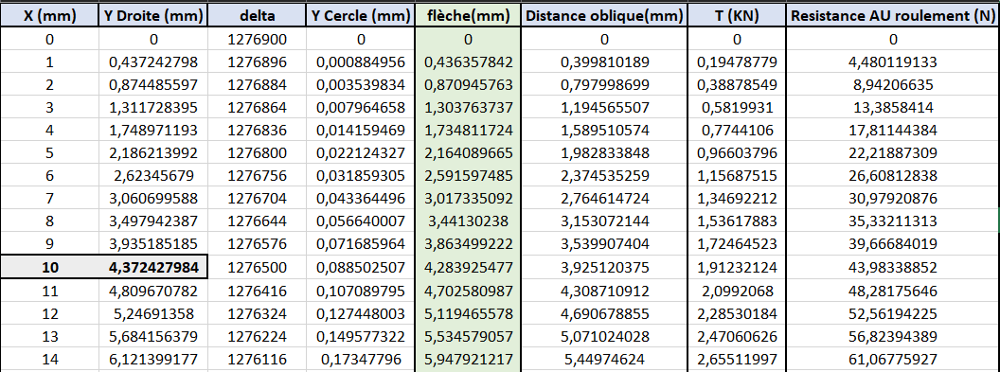 X (mm) Y Droite (mm) delta Y Cercle (mm) flèche(mm) Distance oblique(mm) T (KN) Resistance AU roulement (N)
0 0 1276900 0 0 0 0 0
1 0,437242798 1276896 0,000884956 0,436357842 0,399810189 0,19478779 4,480119133
2 0,874485597 1276884 0,003539834 0,870945763 0,797998699 0,38878549 8,94206635
3 1,311728395 1276864 0,007964658 1,303763737 1,194565507 0,5819931 13,3858414
4 1,748971193 1276836 0,014159469 1,734811724 1,589510574 0,7744106 17,81144384
5 2,186213992 1276800 0,022124327 2,164089665 1,982833848 0,96603796 22,21887309
6 2,62345679 1276756 0,031859305 2,591597485 2,374535259 1,15687515 26,60812838
7 3,060699588 1276704 0,043364496 3,017335092 2,764614724 1,34692212 30,97920876
8 3,497942387 1276644 0,056640007 3,44130238 3,153072144 1,53617883 35,33211313
9 3,935185185 1276576 0,071685964 3,863499222 3,539907404 1,72464523 39,66684019
10 4,372427984 1276500 0,088502507 4,283925477 3,925120375 1,91232124 43,98338852
11 4,809670782 1276416 0,107089795 4,702580987 4,308710912 2,0992068 48,28175646
12 5,24691358 1276324 0,127448003 5,119465578 4,690678855 2,28530184 52,56194225
13 5,684156379 1276224 0,149577322 5,534579057 5,071024028 2,47060626 56,82394389
14 6,121399177 1276116 0,17347796 5,947921217 5,44974624 2,65511997 61,06775927